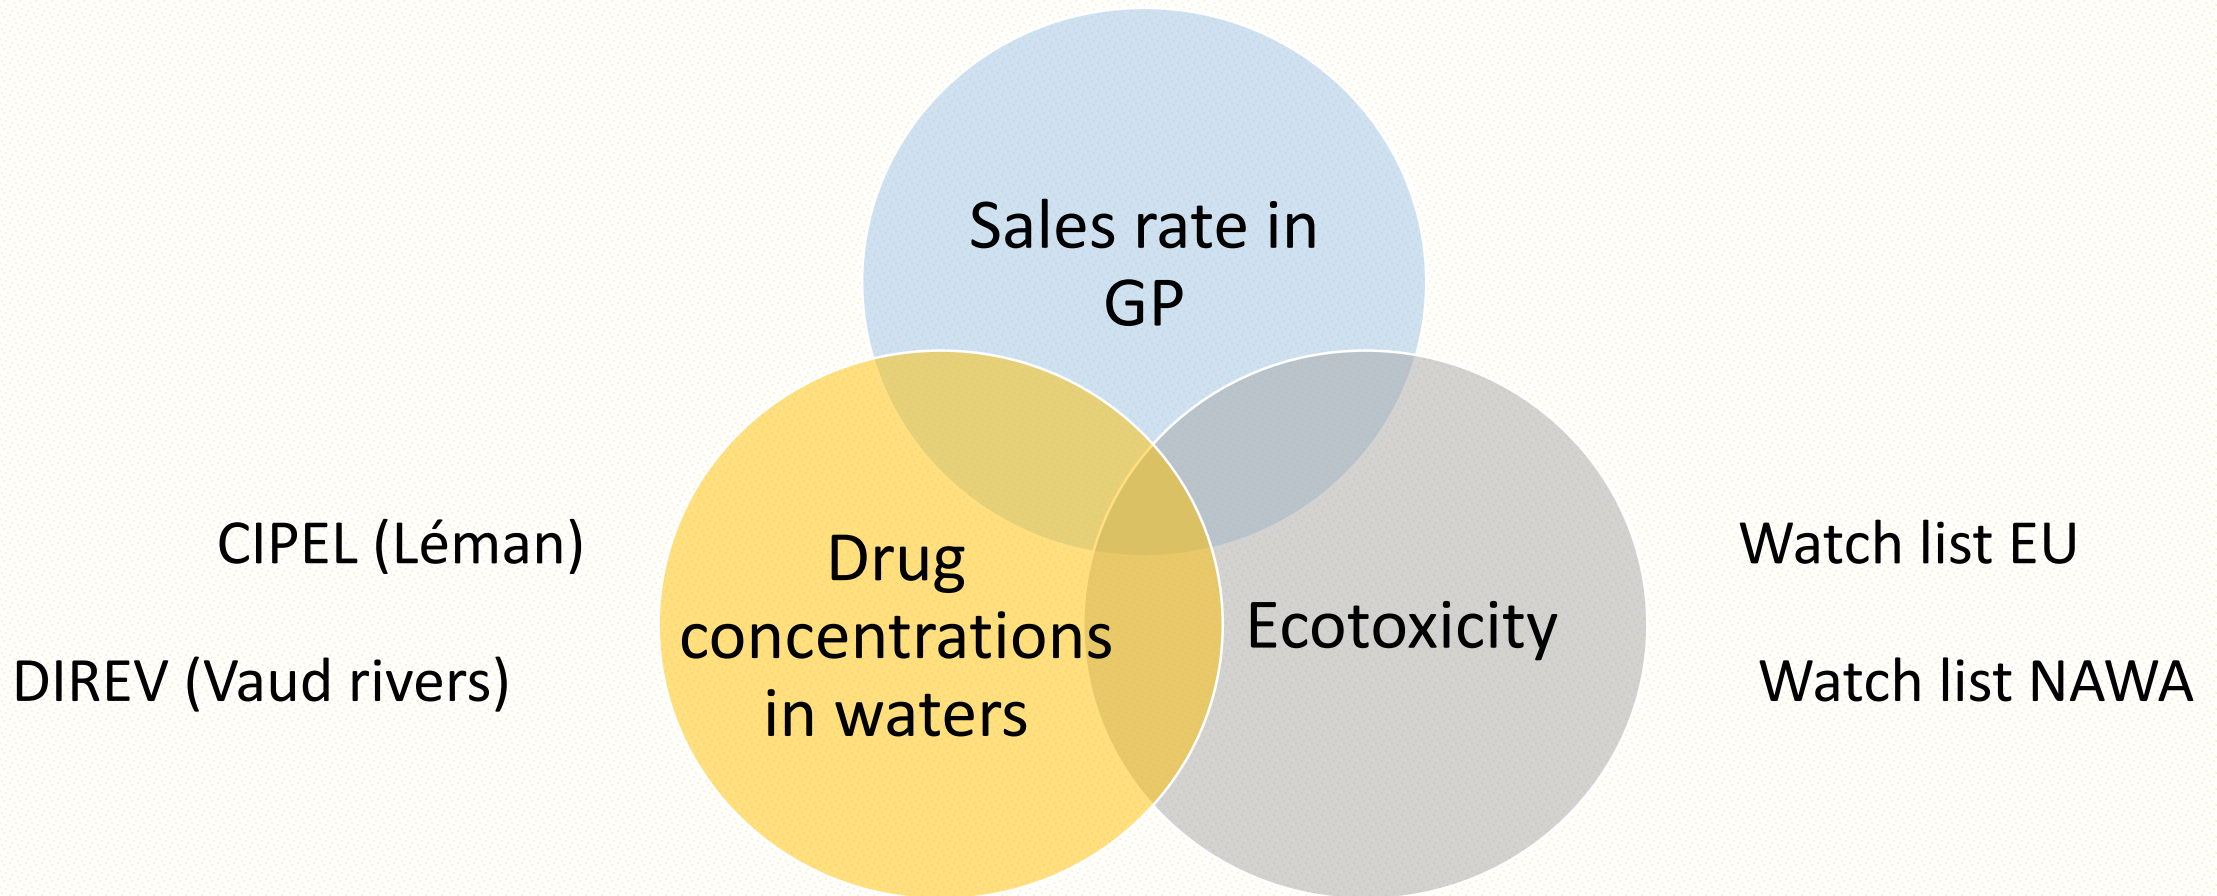 Sales rate in
GP
CIPEL (Léman)
DIREV (Vaud rivers)
Drug
concentrations
in waters
Ecotoxicity
Watch list EU
Watch list NAWA